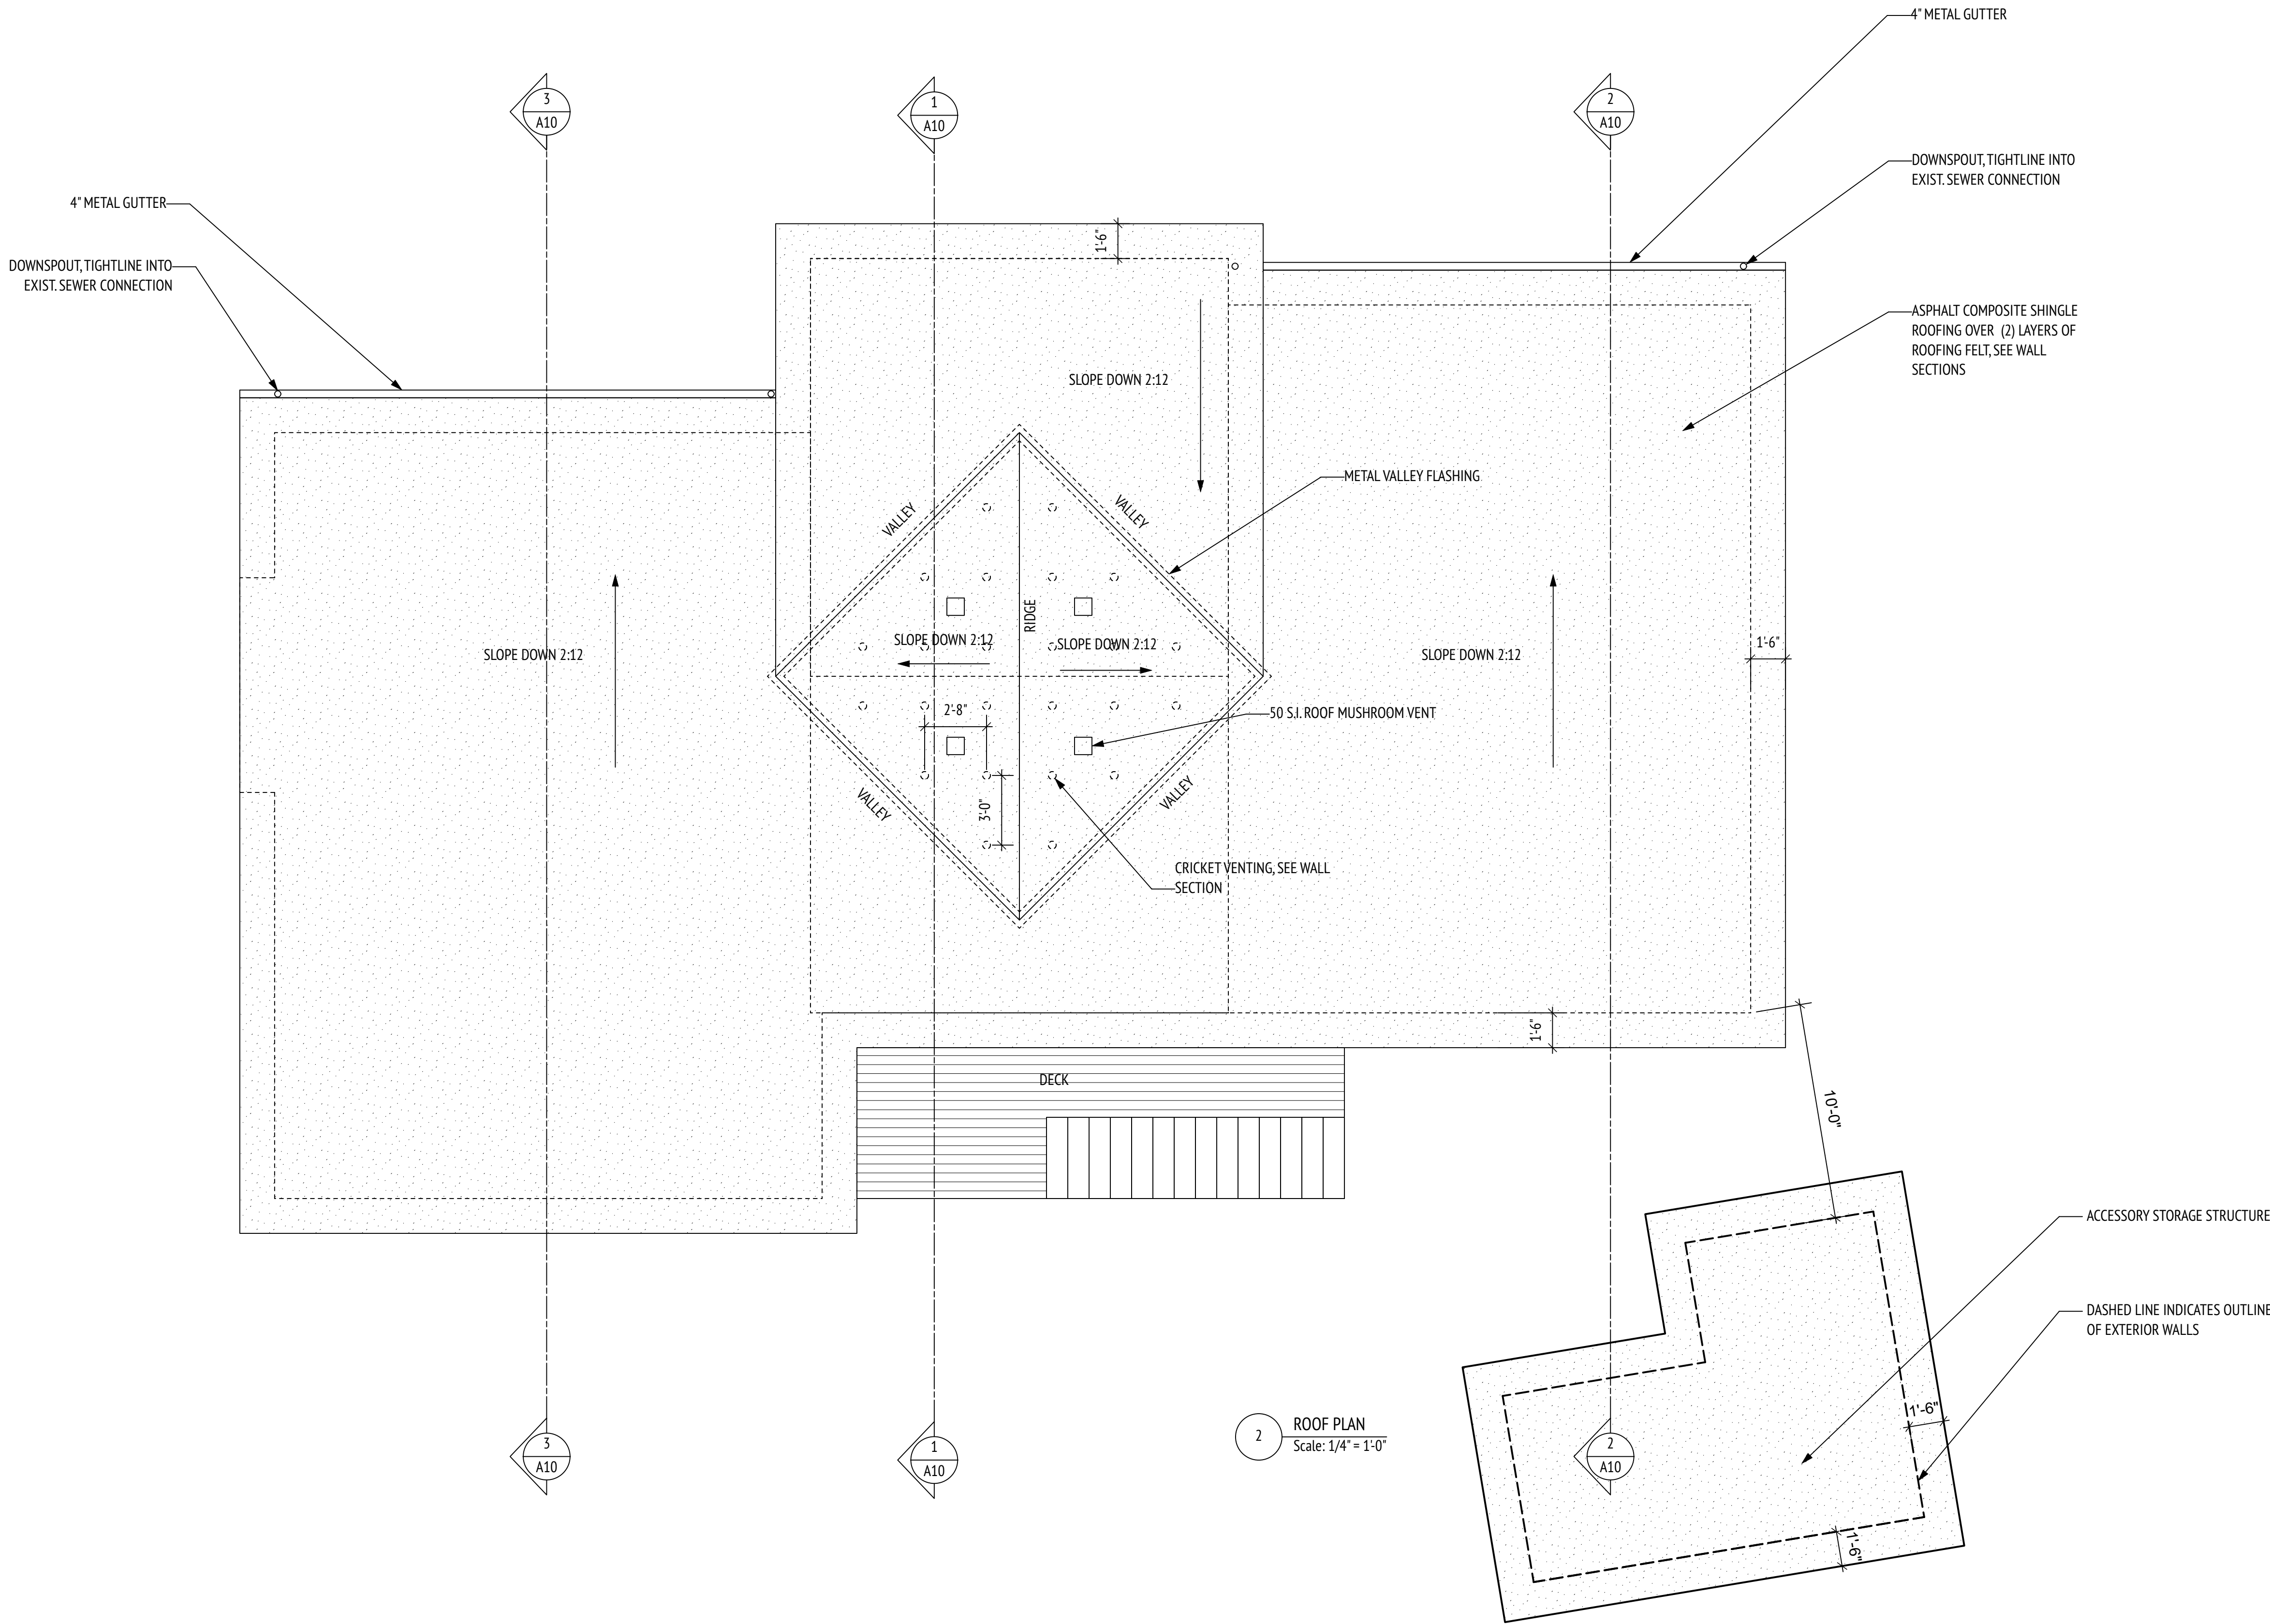 4" METAL GUTTER
3
A10
1
A10
2
A10
DOWNSPOUT, TIGHTLINE INTO
EXIST. SEWER CONNECTION
4" METAL GUTTER
DOWNSPOUT, TIGHTLINE INTO
EXIST. SEWER CONNECTION
1'-6"
ASPHALT COMPOSITE SHINGLE
ROOFING OVER (2) LAYERS OF
ROOFING FELT, SEE WALL
SECTIONS
SLOPE DOWN 2:12
METAL VALLEY FLASHING
VALLEY
VALLEY
RIDGE
SLOPE DOWN 2:12
SLOPE DOWN 2:12
SLOPE DOWN 2:12
SLOPE DOWN 2:12
1'-6"
2'-8"
50 S.I. ROOF MUSHROOM VENT
VALLEY
VALLEY
3'-0"
CRICKET VENTING, SEE WALL
SECTION
1'-6"
DECK
10'-0"
ACCESSORY STORAGE STRUCTURE
DASHED LINE INDICATES OUTLINE
OF EXTERIOR WALLS
1'-6"
3
A10
1
A10
2
ROOF PLAN
Scale: 1/4" = 1'-0"
2
A10
1'-6"